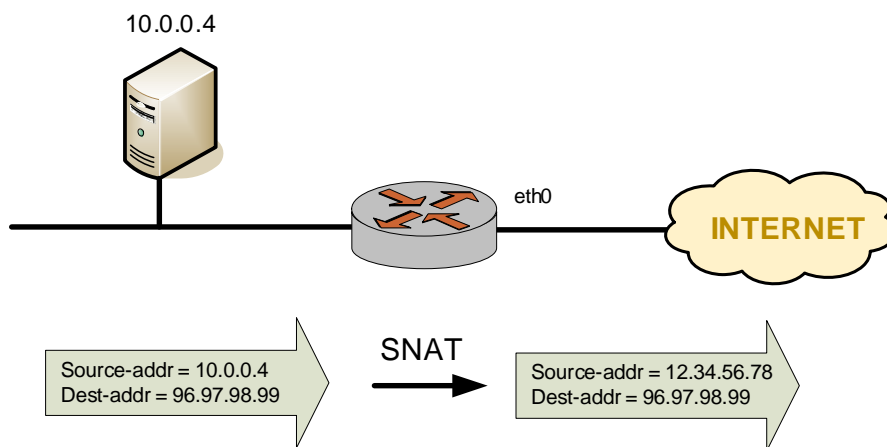 10.0.0.4
eth0
INTERNET
SNAT
Source-addr = 10.0.0.4
Dest-addr = 96.97.98.99
Source-addr = 12.34.56.78
Dest-addr = 96.97.98.99